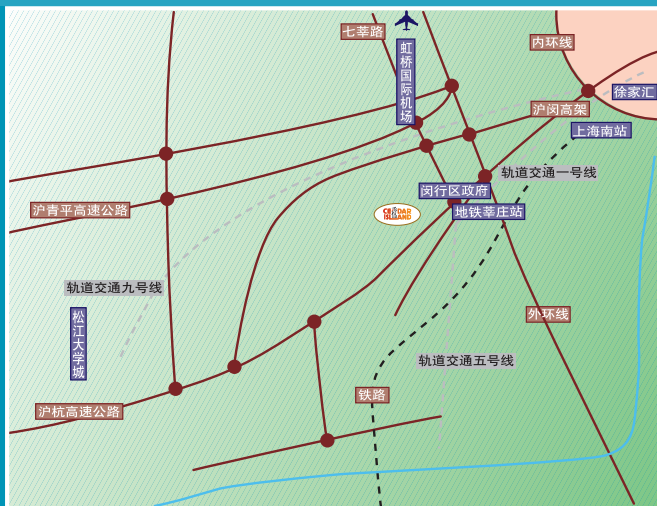 七莘路
内环线
虹桥国际机场
徐家汇
沪闵高架
上海南站
轨道交通一号线
闵行区政府
地铁莘庄站
沪青平高速公路
CEDAR
ISLAND
轨道交通九号线
松江大学城
外环线
轨道交通五号线
铁路
沪杭高速公路